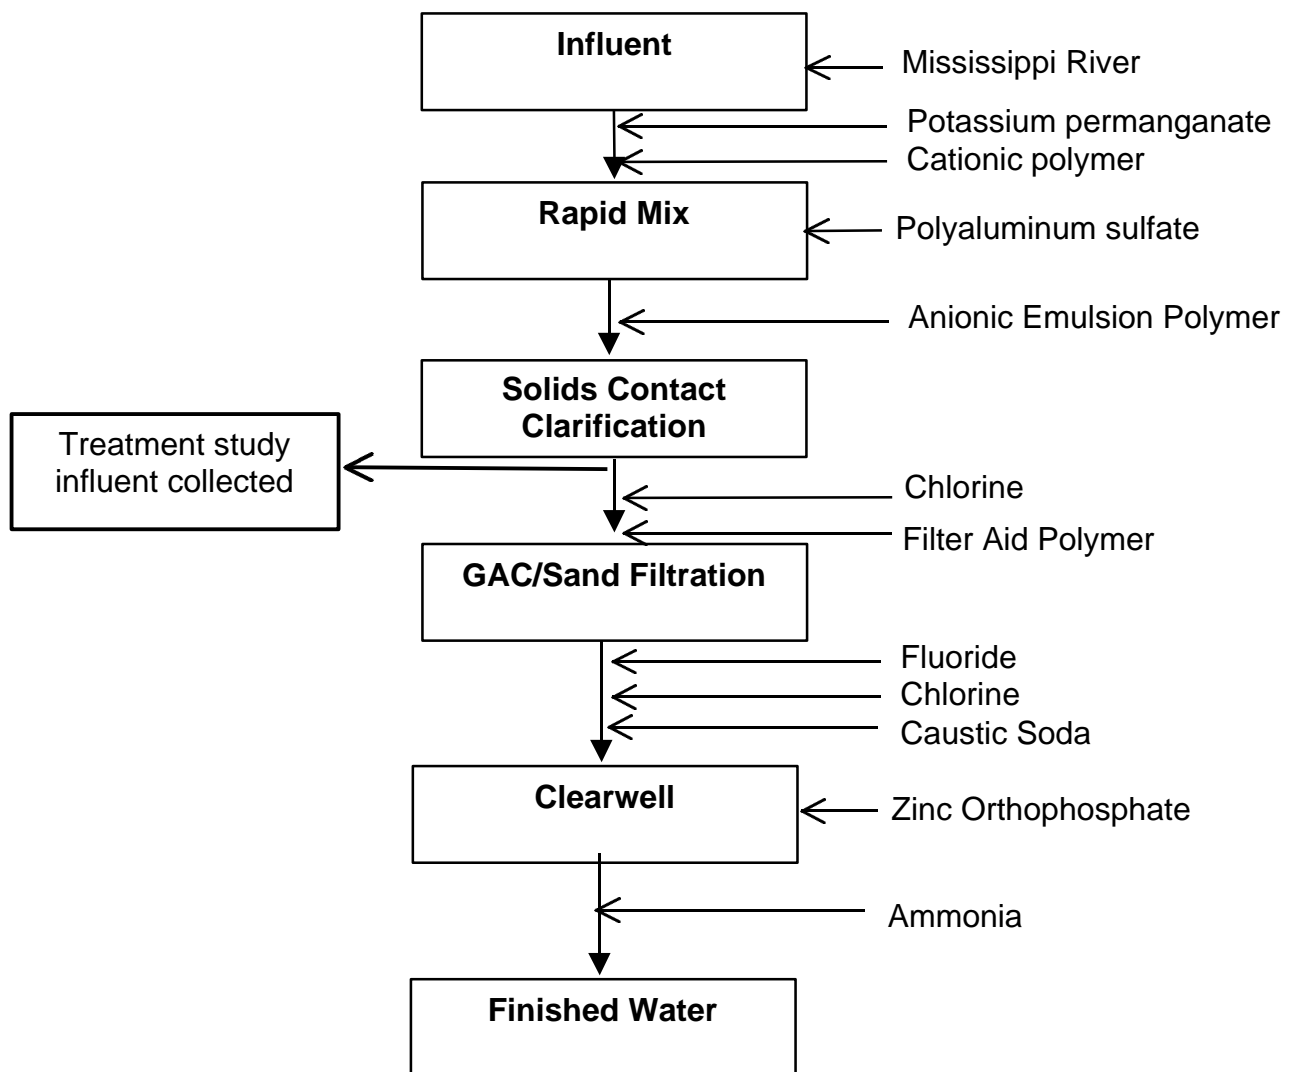 Influent
Mississippi River
Potassium permanganate
Cationic polymer
Rapid Mix
Polyaluminum sulfate
Anionic Emulsion Polymer
Solids Contact
Clarification
Treatment study
influent collected
Chlorine
Filter Aid Polymer
GAC/Sand Filtration
Fluoride
Chlorine
Caustic Soda
Clearwell
Zinc Orthophosphate
Ammonia
Finished Water